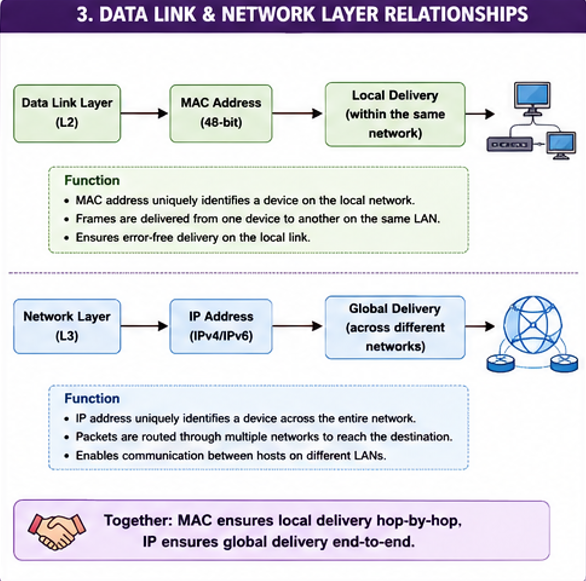 3. DATA LINK & NETWORK LAYER RELATIONSHIPS
Data Link Layer
(L2)
MAC Address
(48-bit)
Local Delivery
(within the same
network)
Function
• MAC address uniquely identifies a device on the local network.
• Frames are delivered from one device to another on the same LAN.
• Ensures error-free delivery on the local link.
Network Layer
(L3)
IP Address
(IPv4/IPv6)
Global Delivery
(across different
networks)
Function
• IP address uniquely identifies a device across the entire network.
• Packets are routed through multiple networks to reach the destination.
• Enables communication between hosts on different LANs.
Together: MAC ensures local delivery hop-by-hop,
IP ensures global delivery end-to-end.